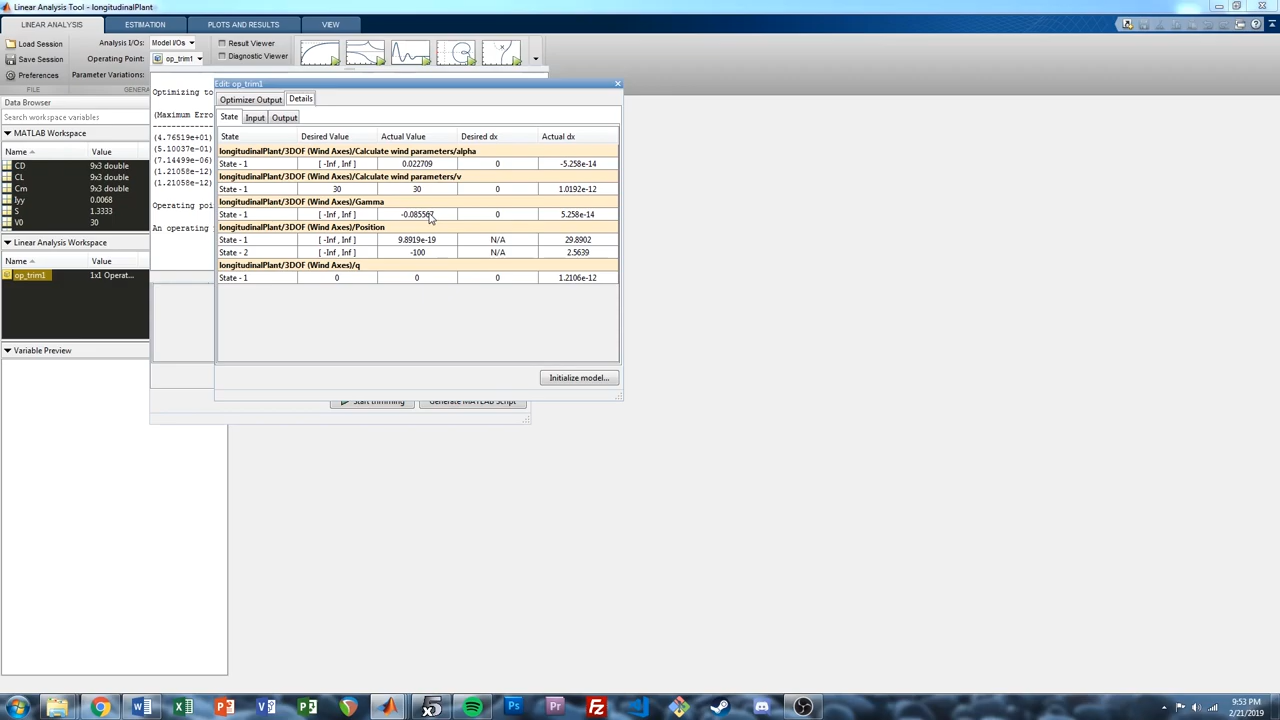 Linear Analysis Tool - longitudinalPlant
LINEAR ANALYSIS ESTIMATION PLOTS AND RESULTS VIEW
Load Session Analysis I/Os: Model I/Os Result Viewer
Save Session Operating Point: op_trim1 Diagnostic Viewer
Preferences Parameter Variations:
FILE GENERA
Data Browser
Search workspace variables
MATLAB Workspace
Name Value
CD 9x3 double
CL 9x3 double
Cm 9x3 double
Iyy 0.0068
S 1.3333
V0 30
Linear Analysis Workspace
Name Value
op_trim1 1x1 Operat...
Variable Preview
Optimizing to
(Maximum Erro
(4.76519e+01)
(5.10037e-01)
(7.14499e-06)
(1.21058e-12)
(1.21058e-12)
Operating poi
An operating
Edit: op_trim1
Optimizer Output Details
State Input Output
State Desired Value Actual Value Desired dx Actual dx
longitudinalPlant/3DOF (Wind Axes)/Calculate wind parameters/alpha
State - 1 [ -Inf , Inf ] 0.022709 0 -5.258e-14
longitudinalPlant/3DOF (Wind Axes)/Calculate wind parameters/v
State - 1 30 30 0 1.0192e-12
longitudinalPlant/3DOF (Wind Axes)/Gamma
State - 1 [ -Inf , Inf ] -0.085567 0 5.258e-14
longitudinalPlant/3DOF (Wind Axes)/Position
State - 1 [ -Inf , Inf ] 9.8919e-19 N/A 29.8902
State - 2 [ -Inf , Inf ] -100 N/A 2.5639
longitudinalPlant/3DOF (Wind Axes)/q
State - 1 0 0 0 1.2106e-12
Initialize model...
Start trimming Generate MATLAB Script
9:53 PM
2/21/2019